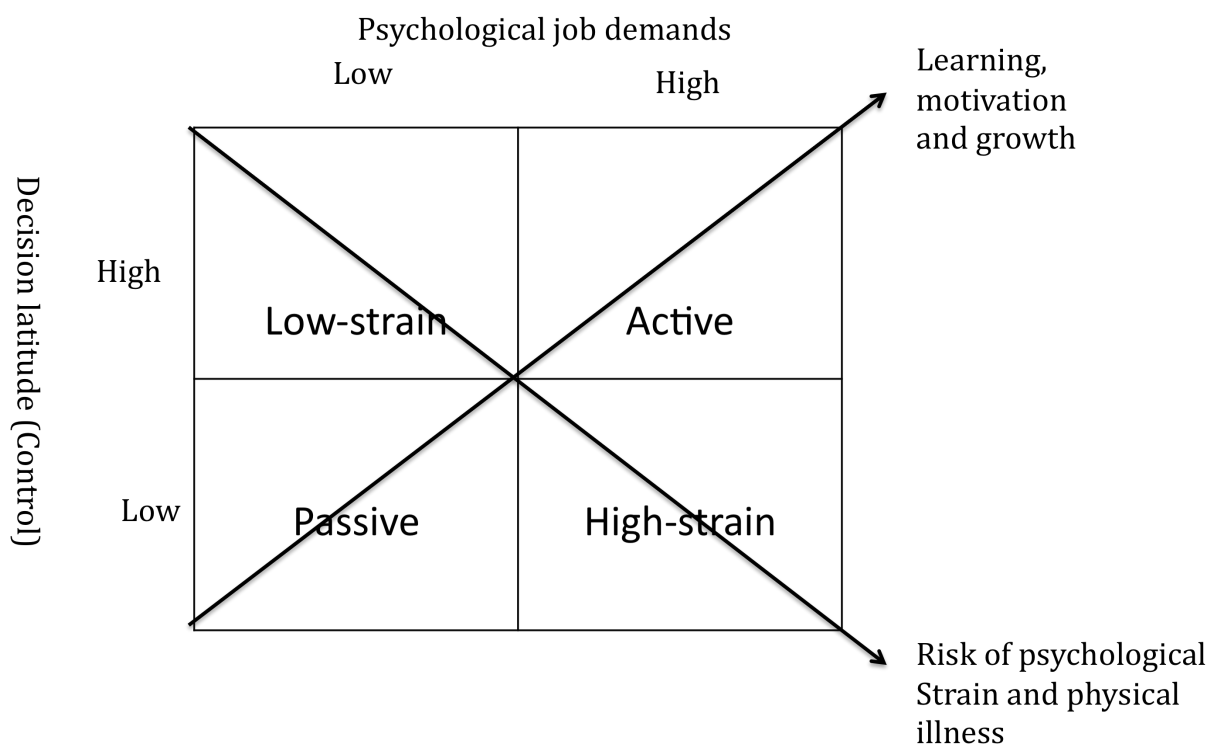 Psychological job demands
Low
High
Learning,
motivation
and growth
Decision latitude (Control)
High
Low-strain
Active
Low
Passive
High-strain
Risk of psychological
Strain and physical
illness